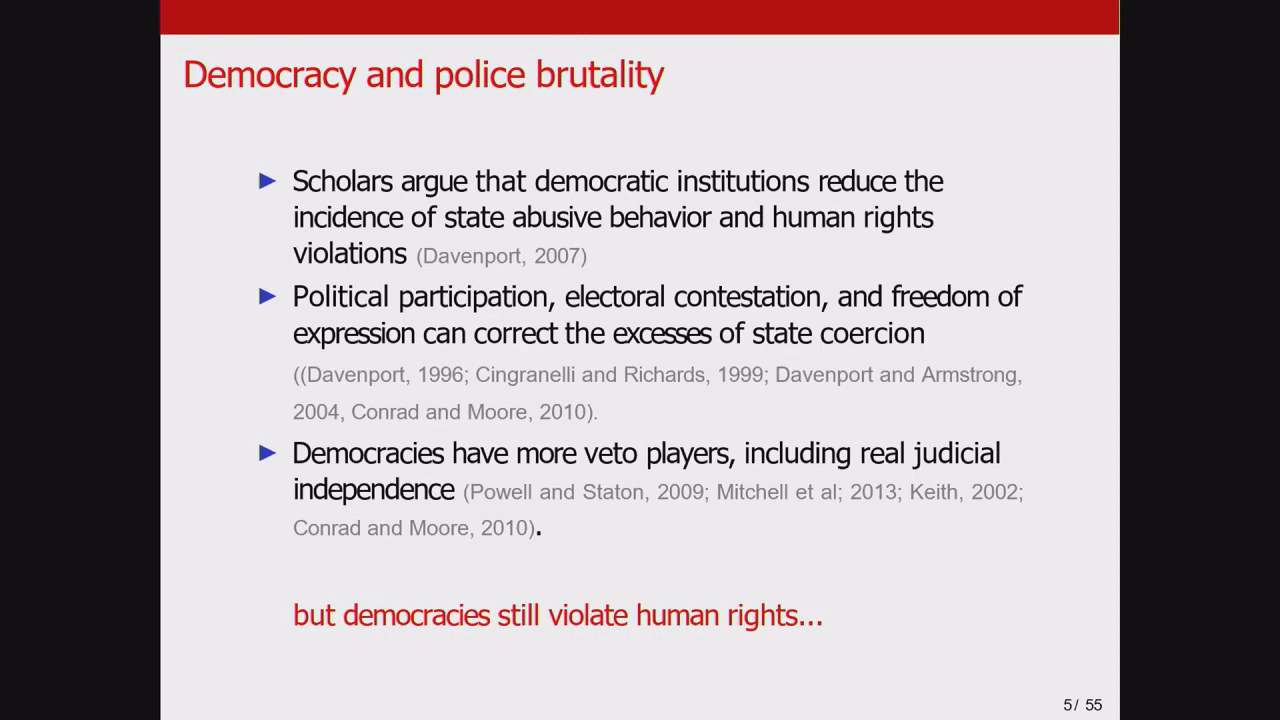 Democracy and police brutality
Scholars argue that democratic institutions reduce the
incidence of state abusive behavior and human rights
violations (Davenport, 2007)
Political participation, electoral contestation, and freedom of
expression can correct the excesses of state coercion
((Davenport, 1996; Cingranelli and Richards, 1999; Davenport and Armstrong,
2004, Conrad and Moore, 2010).
Democracies have more veto players, including real judicial
independence (Powell and Staton, 2009; Mitchell et al; 2013; Keith, 2002;
Conrad and Moore, 2010).
but democracies still violate human rights...
5 / 55